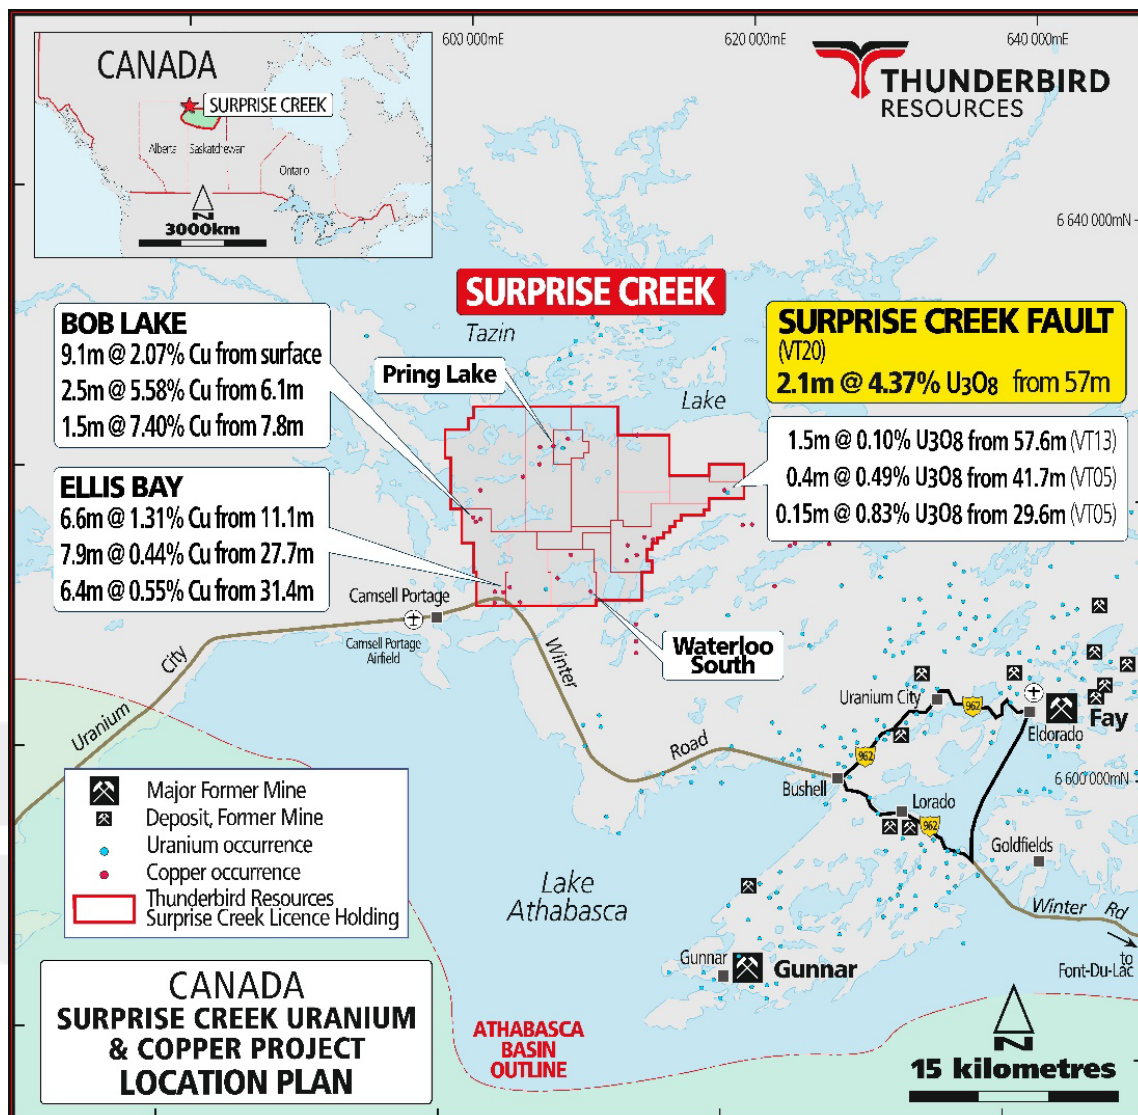 600 000mE
620 000mE
640 000mE
CANADA
SURPRISE CREEK
Alberta
Saskatchewan
Ontario
N
3000km
THUNDERBIRD
RESOURCES
6 640 000mN
SURPRISE CREEK
Tazin
Lake
BOB LAKE
9.1m @ 2.07% Cu from surface
2.5m @ 5.58% Cu from 6.1m
1.5m @ 7.40% Cu from 7.8m
Pring Lake
SURPRISE CREEK FAULT
(VT20)
2.1m @ 4.37% U3O8 from 57m
1.5m @ 0.10% U3O8 from 57.6m (VT13)
0.4m @ 0.49% U3O8 from 41.7m (VT05)
0.15m @ 0.83% U3O8 from 29.6m (VT05)
ELLIS BAY
6.6m @ 1.31% Cu from 11.1m
7.9m @ 0.44% Cu from 27.7m
6.4m @ 0.55% Cu from 31.4m
Camsell Portage
Camsell Portage
Airfield
Waterloo
South
Uranium City Winter Road
Uranium City
962
Eldorado
Fay
962
Bushell
6 600 000mN
Lorado
962
Goldfields
Major Former Mine
Deposit, Former Mine
Uranium occurrence
Copper occurrence
Thunderbird Resources
Surprise Creek Licence Holding
Lake
Athabasca
Winter Rd
to
Font-Du-Lac
Gunnar
Gunnar
CANADA
SURPRISE CREEK URANIUM
& COPPER PROJECT
LOCATION PLAN
ATHABASCA
BASIN
OUTLINE
N
15 kilometres